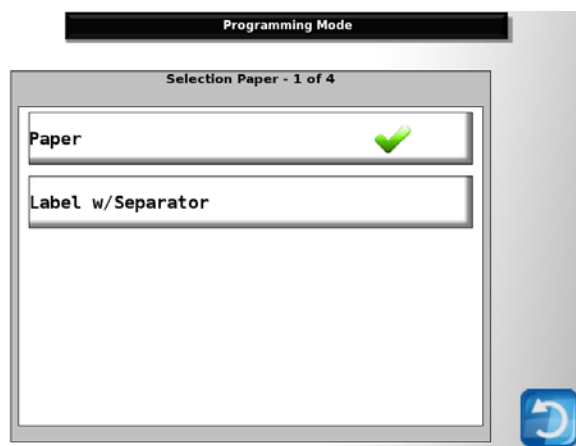 Programming Mode
Selection Paper - 1 of 4
Paper
Label w/Separator